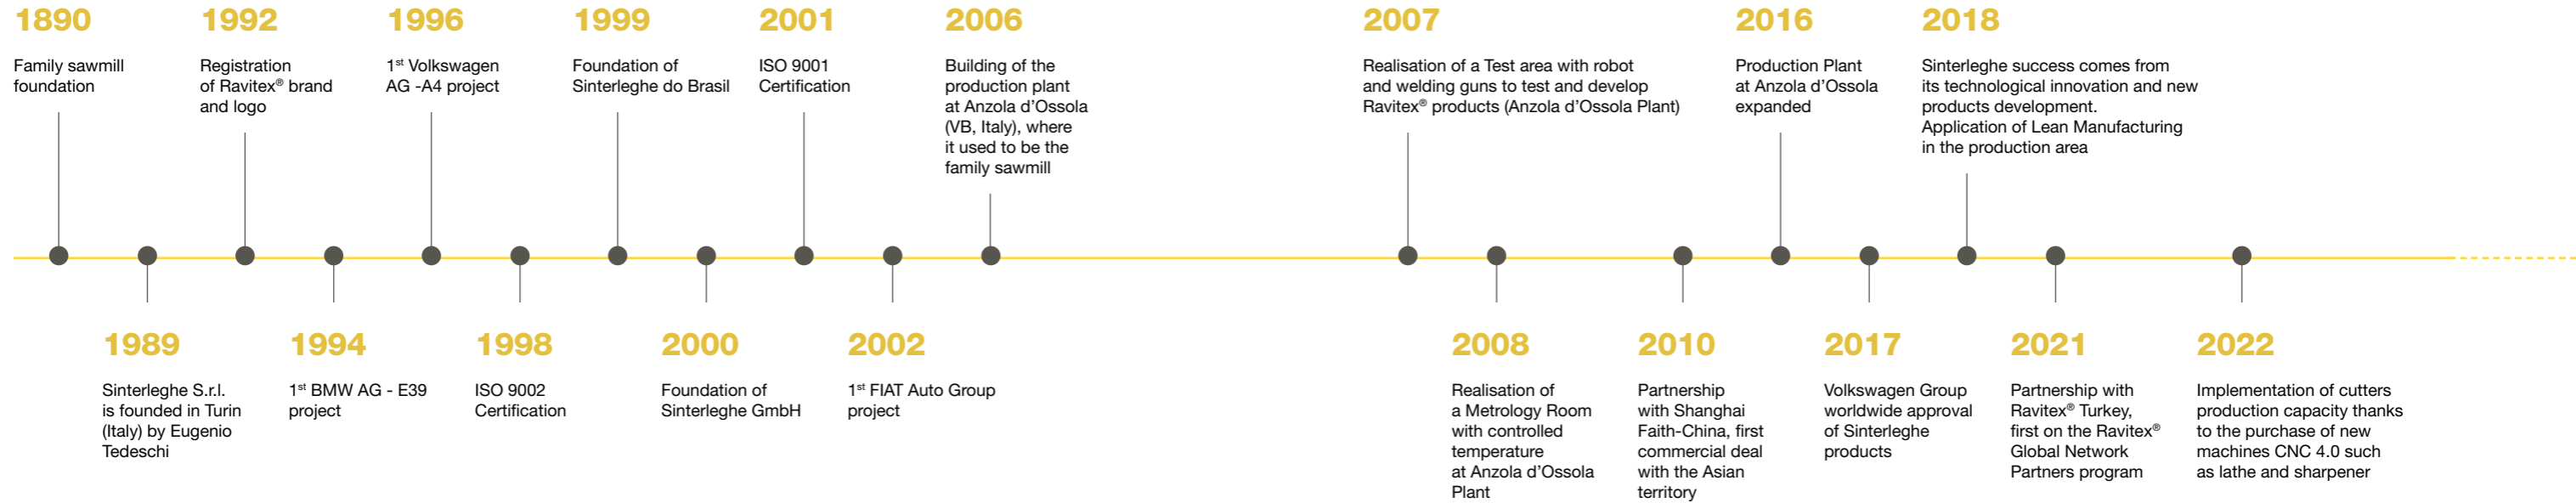 1890
Family sawmill
foundation
1989
Sinterleghe S.r.l.
is founded in Turin
(Italy) by Eugenio
Tedeschi
1992
Registration
of Ravitex® brand
and logo
1994
1st BMW AG - E39
project
1996
1st Volkswagen
AG -A4 project
1998
ISO 9002
Certification
1999
Foundation of
Sinterleghe do Brasil
2000
Foundation of
Sinterleghe GmbH
2001
ISO 9001
Certification
2002
1st FIAT Auto Group
project
2006
Building of the
production plant
at Anzola d’Ossola
(VB, Italy), where
it used to be the
family sawmill
2007
Realisation of a Test area with robot
and welding guns to test and develop
Ravitex® products (Anzola d’Ossola Plant)
2008
Realisation of
a Metrology Room
with controlled
temperature
at Anzola d’Ossola
Plant
2010
Partnership
with Shanghai
Faith-China, first
commercial deal
with the Asian
territory
2016
Production Plant
at Anzola d’Ossola
expanded
2017
Volkswagen Group
worldwide approval
of Sinterleghe
products
2018
Sinterleghe success comes from
its technological innovation and new
products development.
Application of Lean Manufacturing
in the production area
2021
Partnership with
Ravitex® Turkey,
first on the Ravitex®
Global Network
Partners program
2022
Implementation of cutters
production capacity thanks
to the purchase of new
machines CNC 4.0 such
as lathe and sharpener